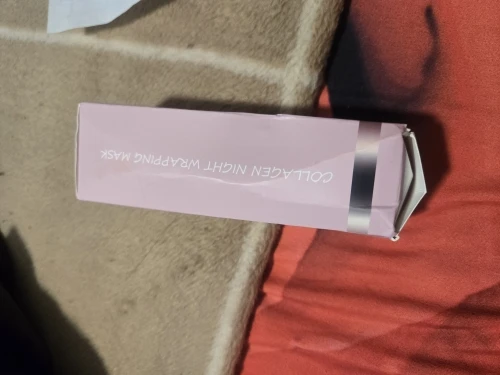 COLLAGEN NIGHT WRAPPING MASK